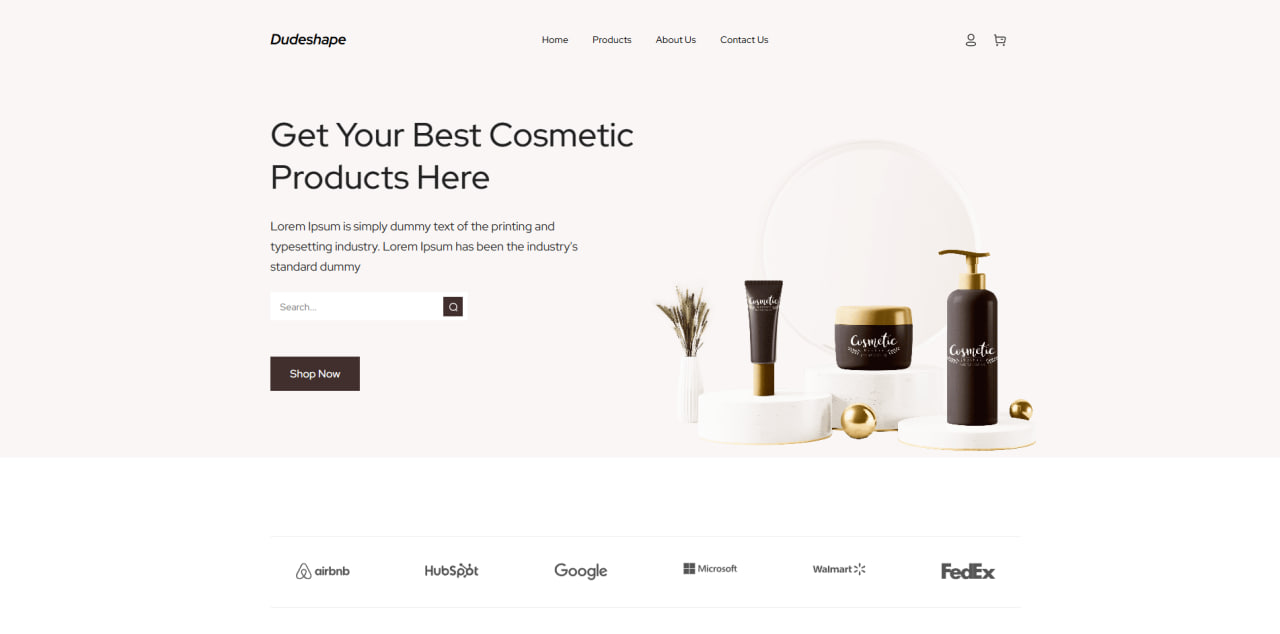 Dudeshape
Home Products About Us Contact Us
Get Your Best Cosmetic
Products Here
Lorem Ipsum is simply dummy text of the printing and
typesetting industry. Lorem Ipsum has been the industry's
standard dummy
Search...
Shop Now
Cosmetic
Cosmetic
Cosmetic
airbnb HubSpot Google Microsoft Walmart FedEx